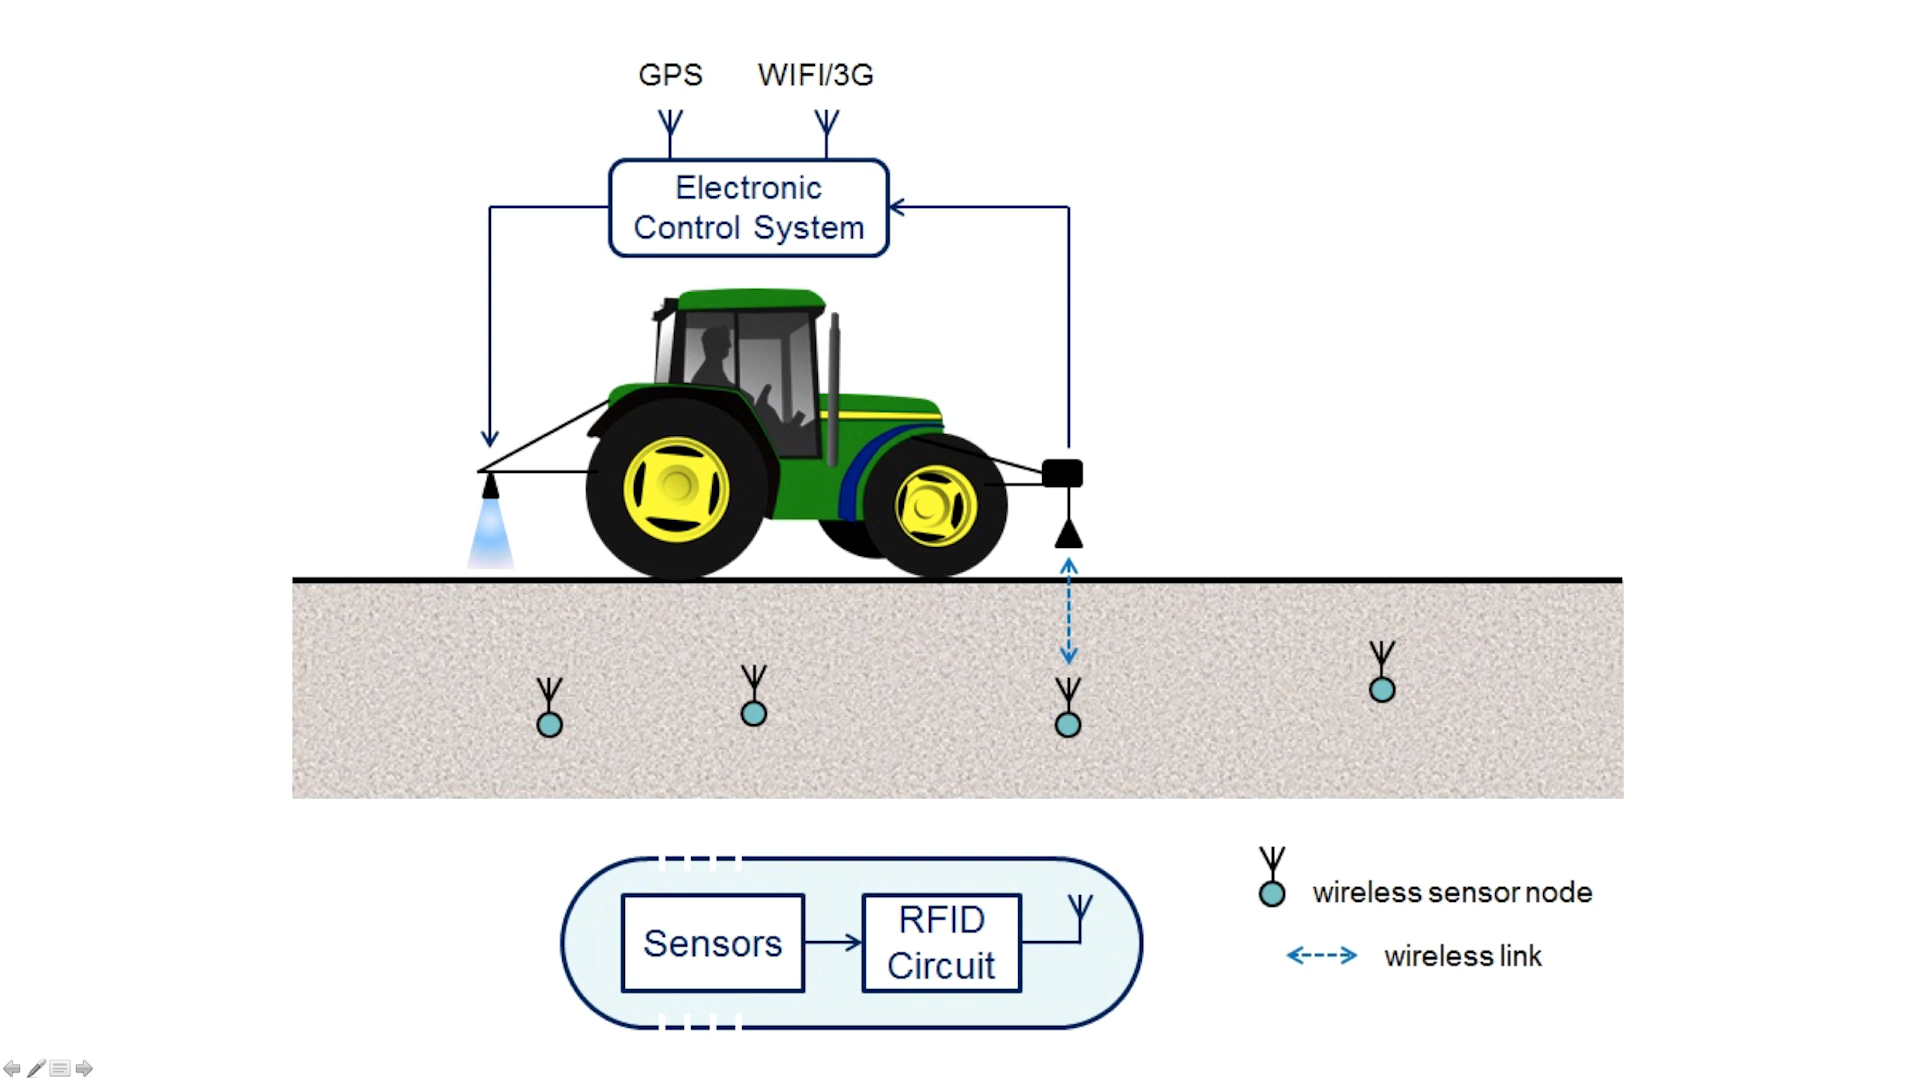 GPS
WIFI/3G
Electronic
Control System
Sensors
RFID
Circuit
wireless sensor node
wireless link